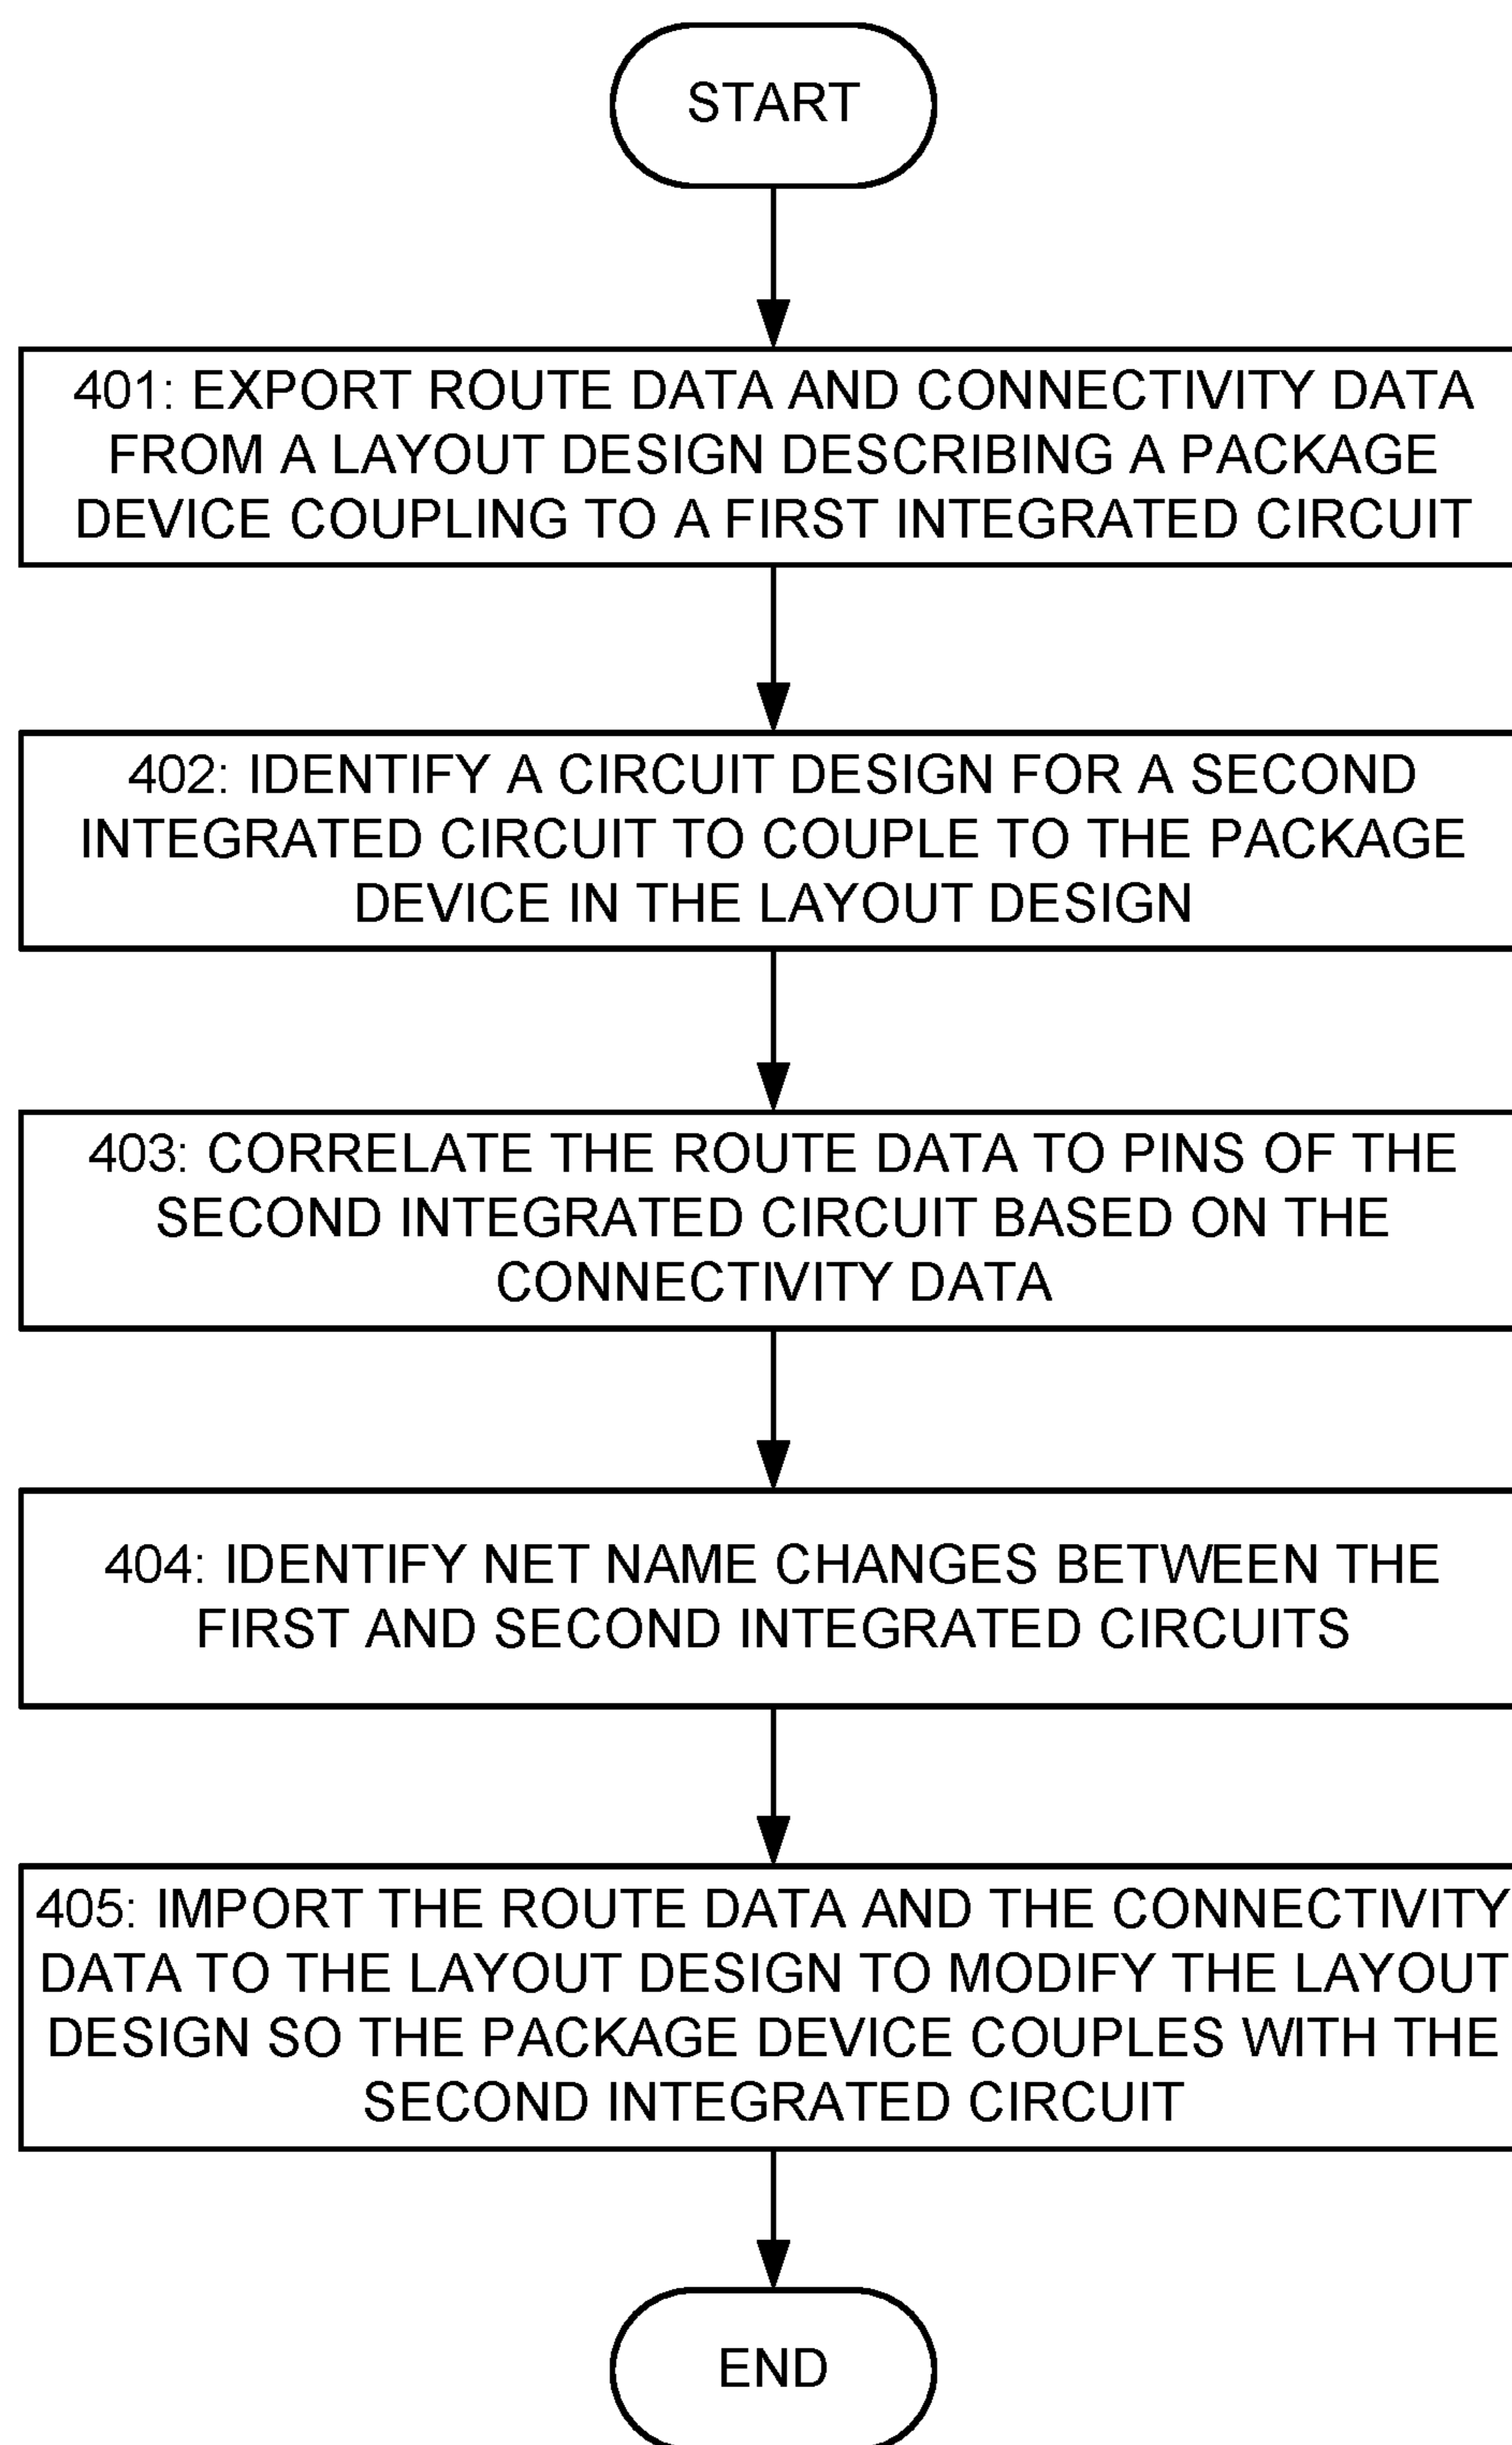 START
401: EXPORT ROUTE DATA AND CONNECTIVITY DATA
FROM A LAYOUT DESIGN DESCRIBING A PACKAGE
DEVICE COUPLING TO A FIRST INTEGRATED CIRCUIT
402: IDENTIFY A CIRCUIT DESIGN FOR A SECOND
INTEGRATED CIRCUIT TO COUPLE TO THE PACKAGE
DEVICE IN THE LAYOUT DESIGN
403: CORRELATE THE ROUTE DATA TO PINS OF THE
SECOND INTEGRATED CIRCUIT BASED ON THE
CONNECTIVITY DATA
404: IDENTIFY NET NAME CHANGES BETWEEN THE
FIRST AND SECOND INTEGRATED CIRCUITS
405: IMPORT THE ROUTE DATA AND THE CONNECTIVITY
DATA TO THE LAYOUT DESIGN TO MODIFY THE LAYOUT
DESIGN SO THE PACKAGE DEVICE COUPLES WITH THE
SECOND INTEGRATED CIRCUIT
END